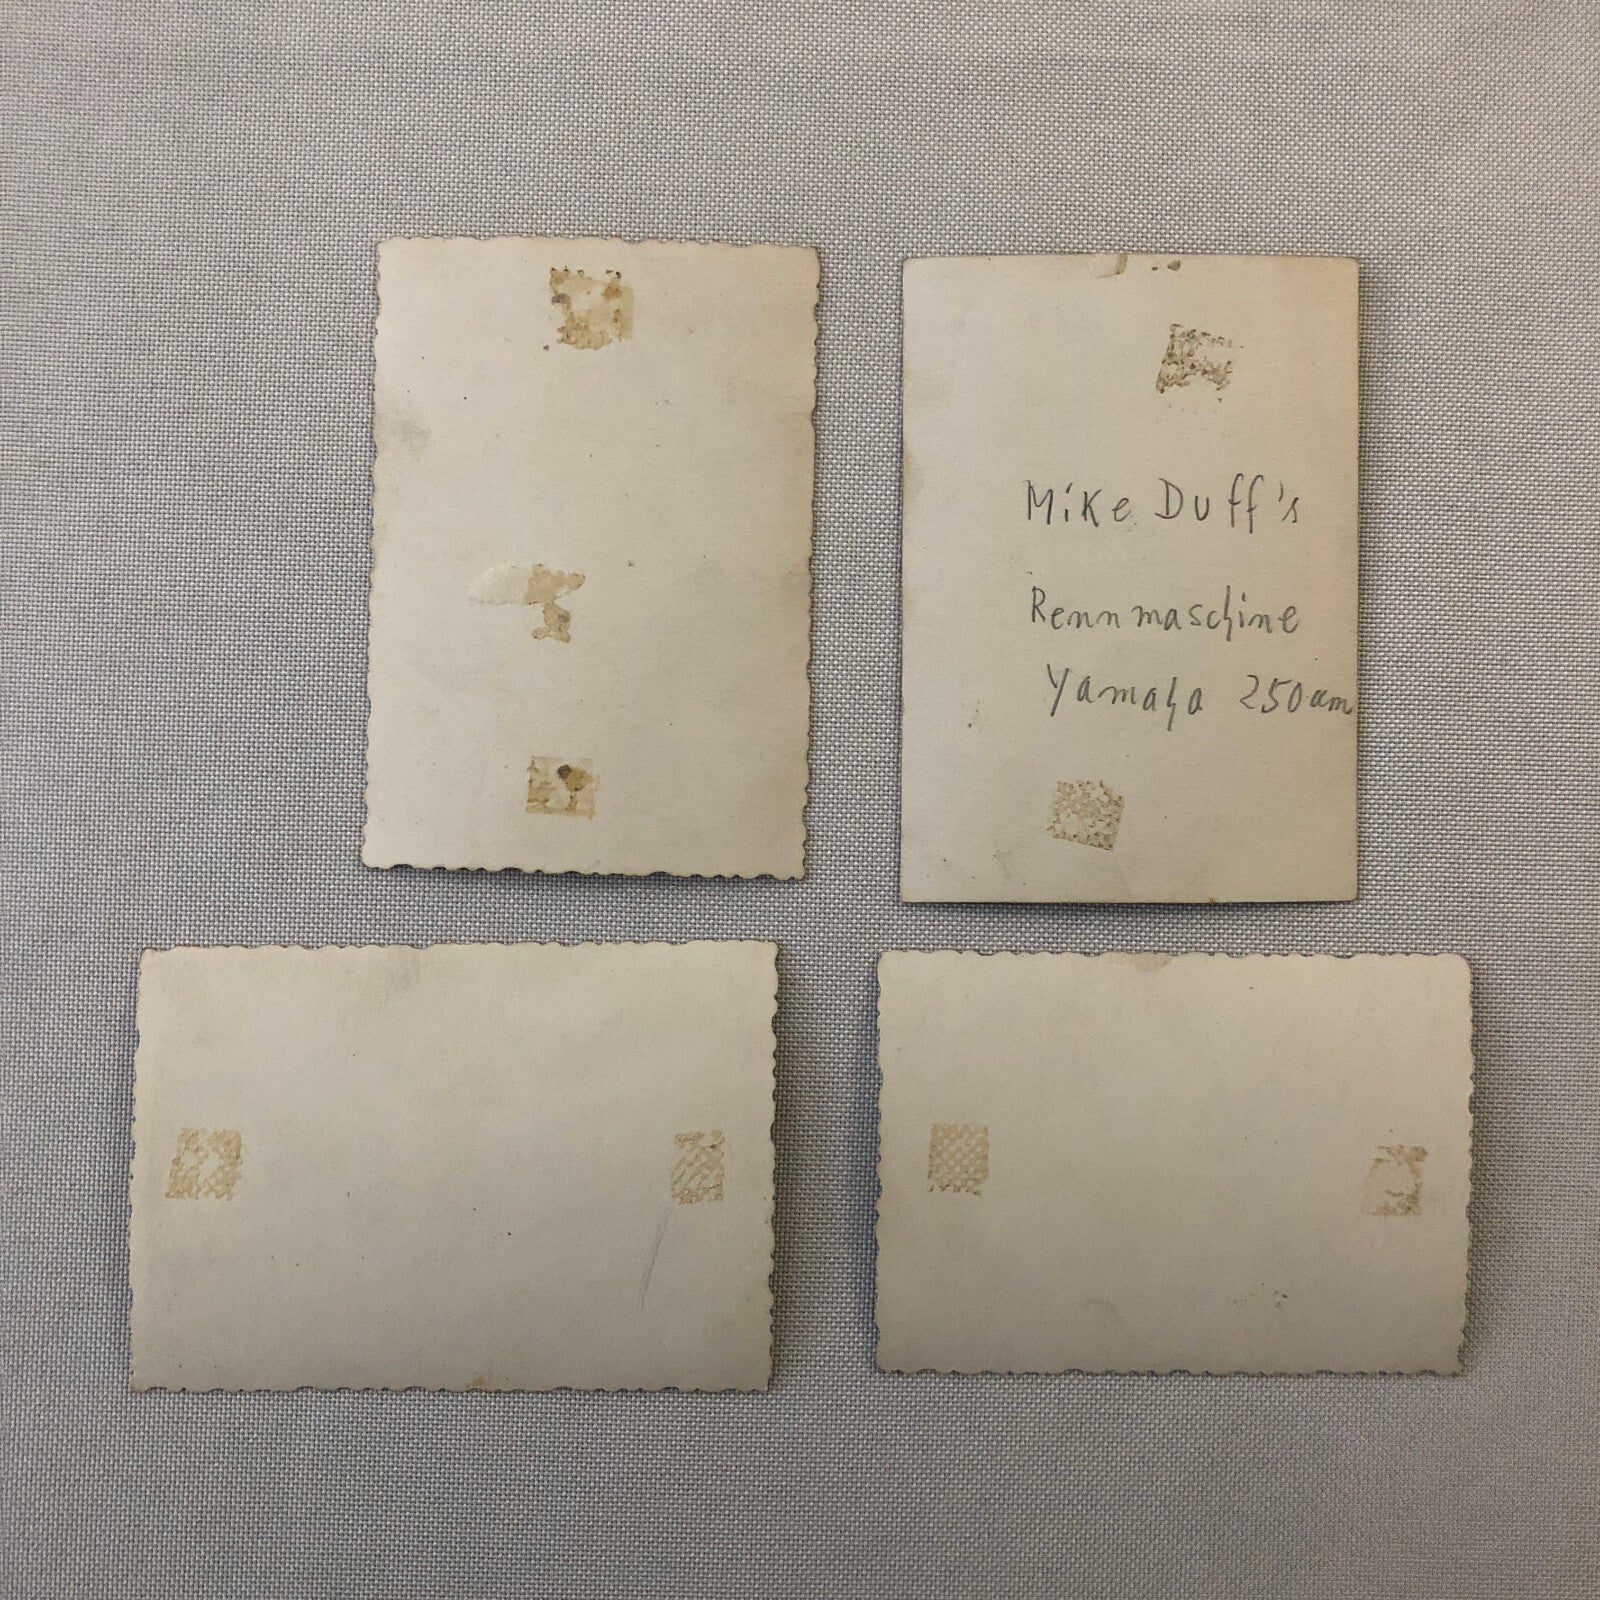 Mike Duff's
Rennmaschine
Yamaha 250ccm